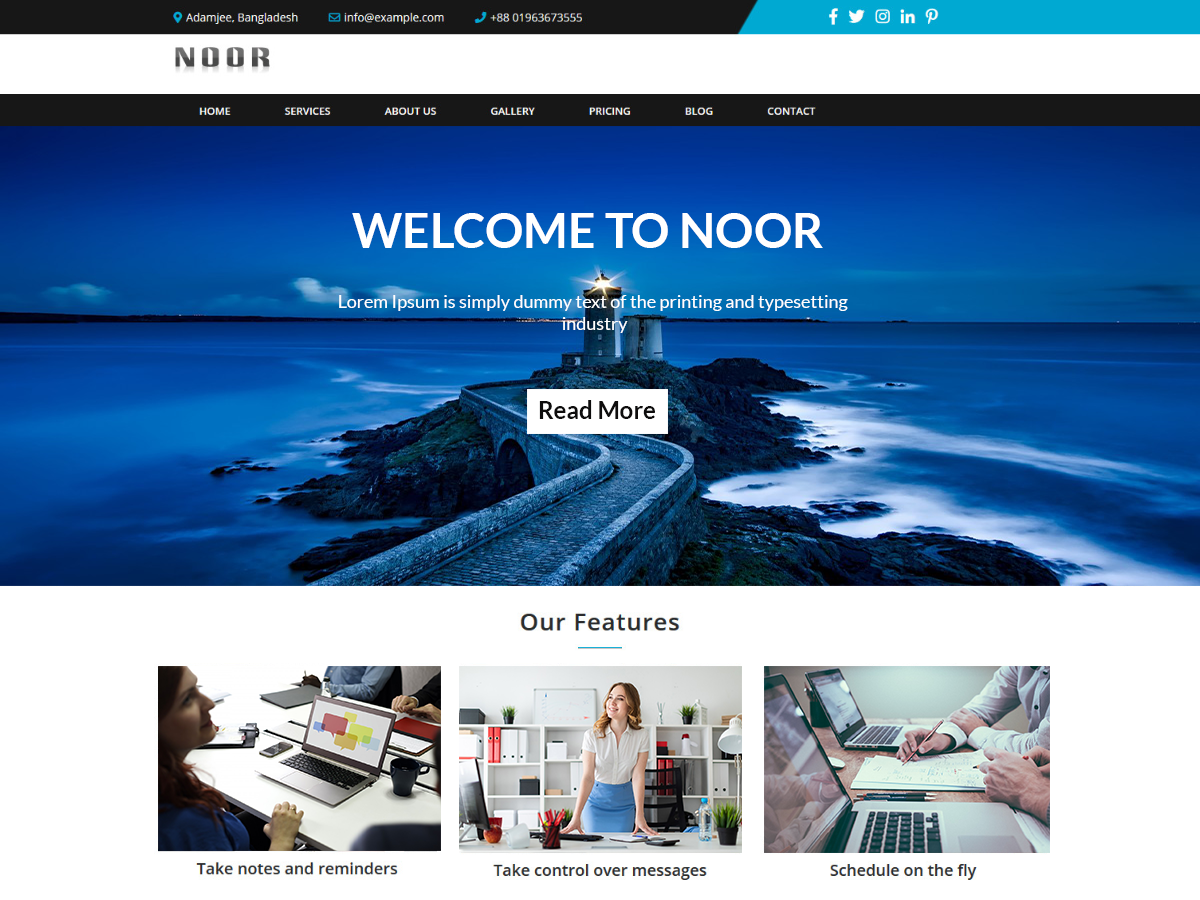 Adamjee, Bangladesh info@example.com +88 01963673555
NOOR
HOME SERVICES ABOUT US GALLERY PRICING BLOG CONTACT
WELCOME TO NOOR
Lorem Ipsum is simply dummy text of the printing and typesetting
industry
Read More
Our Features
Take notes and reminders
Take control over messages
Schedule on the fly